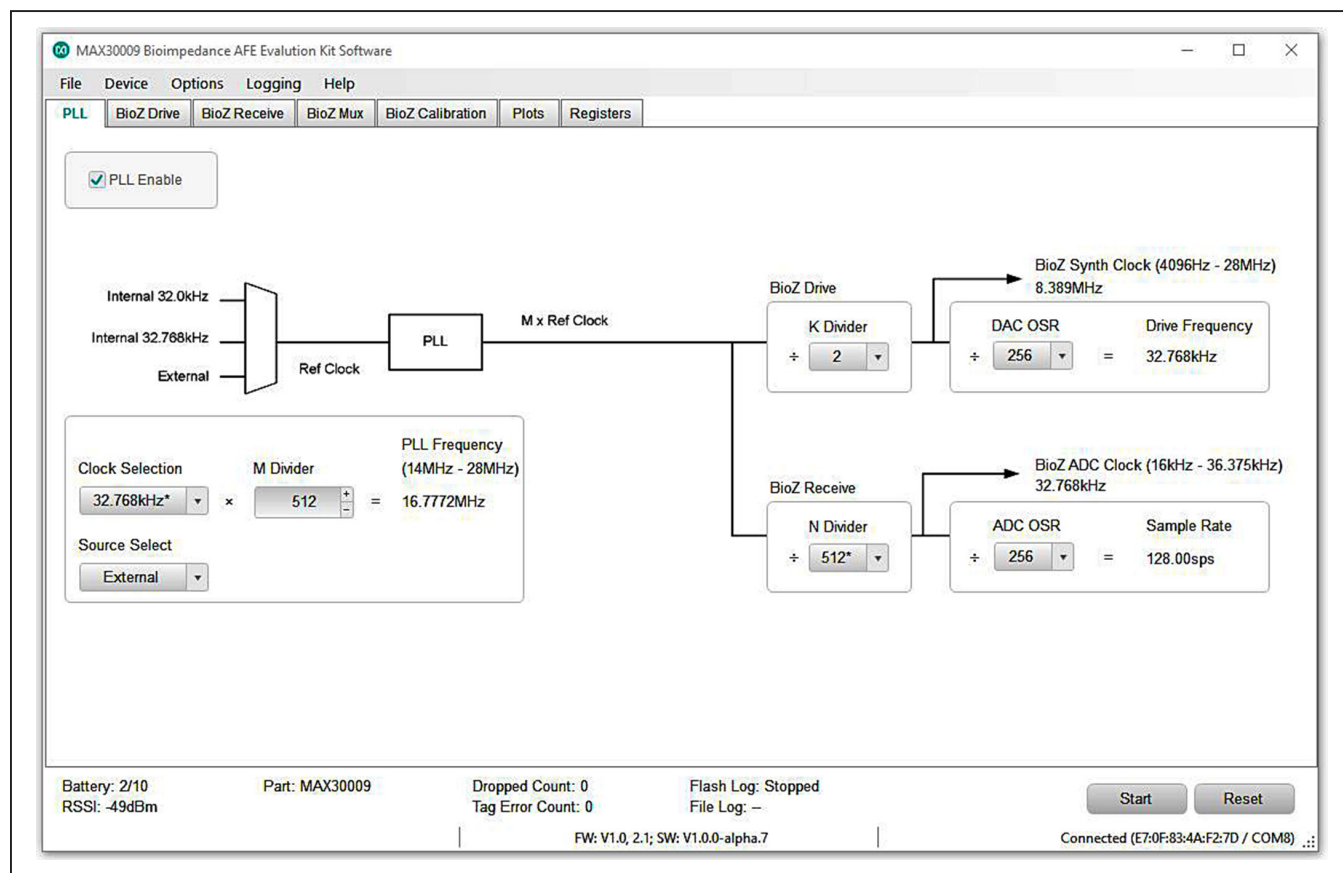 MAX30009 Bioimpedance AFE Evalution Kit Software
File Device Options Logging Help
PLL BioZ Drive BioZ Receive BioZ Mux BioZ Calibration Plots Registers
PLL Enable
Internal 32.0kHz
Internal 32.768kHz
External
Ref Clock
PLL
M x Ref Clock
Clock Selection
32.768kHz*
×
M Divider
512
+
−
=
PLL Frequency
(14MHz - 28MHz)
16.7772MHz
Source Select
External
BioZ Drive
K Divider
÷ 2
BioZ Synth Clock (4096Hz - 28MHz)
8.389MHz
DAC OSR
÷ 256 =
Drive Frequency
32.768kHz
BioZ Receive
N Divider
÷ 512*
BioZ ADC Clock (16kHz - 36.375kHz)
32.768kHz
ADC OSR
÷ 256 =
Sample Rate
128.00sps
Battery: 2/10
RSSI: -49dBm
Part: MAX30009
Dropped Count: 0
Tag Error Count: 0
Flash Log: Stopped
File Log: --
Start
Reset
FW: V1.0, 2.1; SW: V1.0.0-alpha.7
Connected (E7:0F:83:4A:F2:7D / COM8)